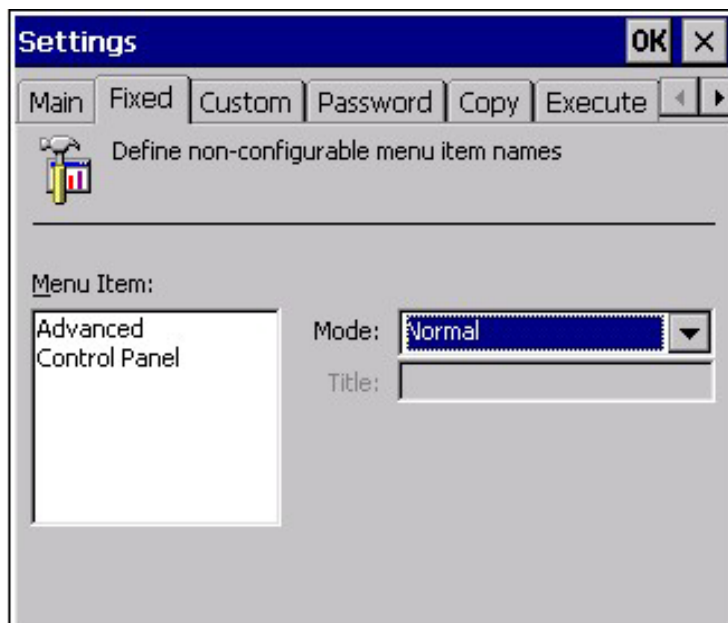 Settings OK
Main Fixed Custom Password Copy Execute
Define non-configurable menu item names
Menu Item:
Advanced
Control Panel
Mode: Normal
Title: